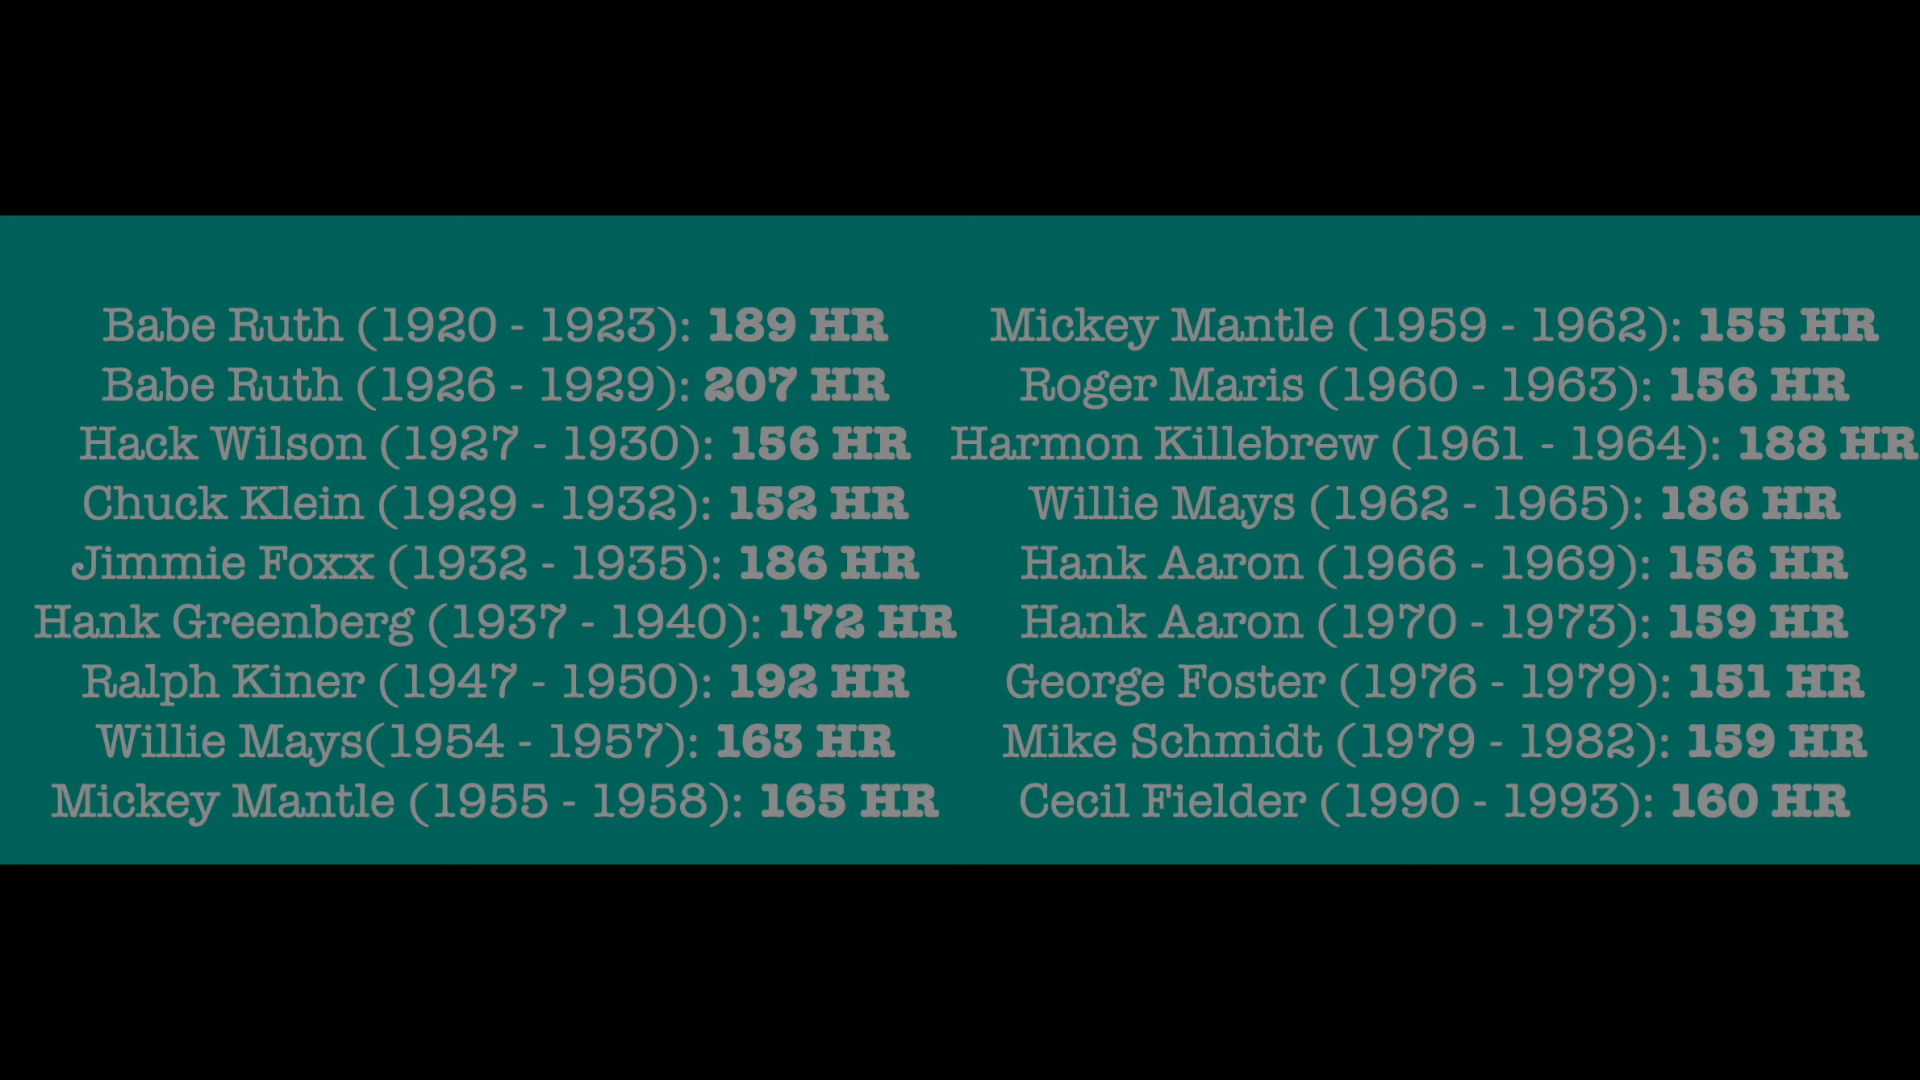 Babe Ruth (1920 - 1923): 189 HR
Babe Ruth (1926 - 1929): 207 HR
Hack Wilson (1927 - 1930): 156 HR
Chuck Klein (1929 - 1932): 152 HR
Jimmie Foxx (1932 - 1935): 186 HR
Hank Greenberg (1937 - 1940): 172 HR
Ralph Kiner (1947 - 1950): 192 HR
Willie Mays(1954 - 1957): 163 HR
Mickey Mantle (1955 - 1958): 165 HR
Mickey Mantle (1959 - 1962): 155 HR
Roger Maris (1960 - 1963): 156 HR
Harmon Killebrew (1961 - 1964): 188 HR
Willie Mays (1962 - 1965): 186 HR
Hank Aaron (1966 - 1969): 156 HR
Hank Aaron (1970 - 1973): 159 HR
George Foster (1976 - 1979): 151 HR
Mike Schmidt (1979 - 1982): 159 HR
Cecil Fielder (1990 - 1993): 160 HR